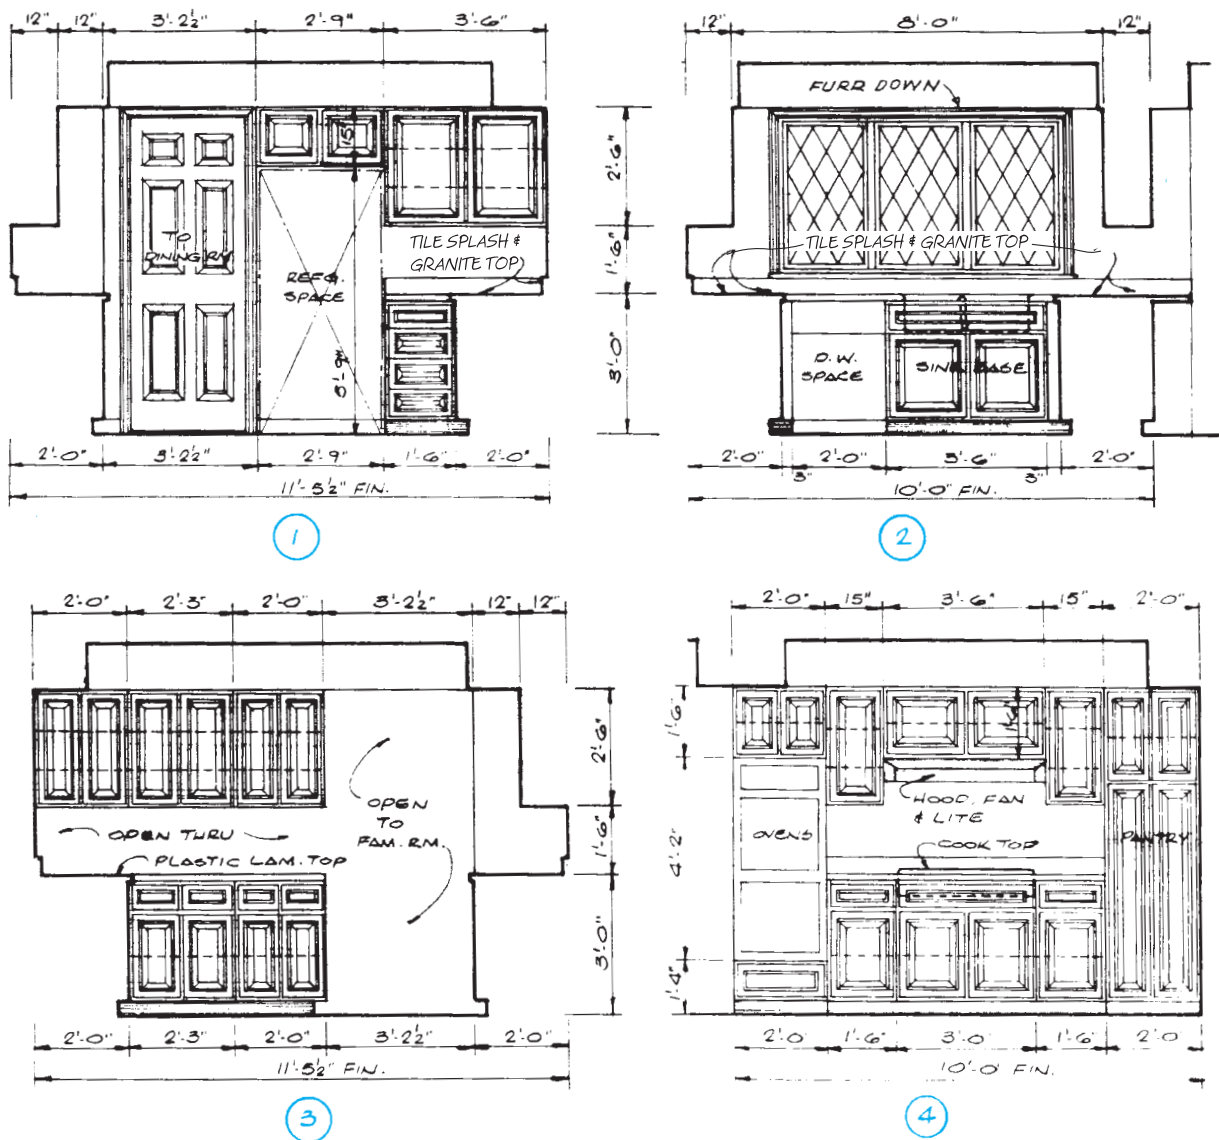 12" 12" 3'-2½" 2'-9" 3'-6"
15"
TO
DINING RM
REFG.
SPACE
TILE SPLASH &
GRANITE TOP
5'-9"
2'-0" 3'-2½" 2'-9" 1'-6" 2'-0"
11'-5½" FIN.
1
12" 8'-0" 12"
FURR DOWN
2'-6"
1'-6"
3'-0"
TILE SPLASH & GRANITE TOP
D.W.
SPACE
SINK BASE
2'-0" 2'-0" 3'-6" 2'-0"
3" 3"
10'-0" FIN.
2
2'-0" 2'-3" 2'-0" 3'-2½" 12" 12"
2'-6"
1'-6"
3'-0"
OPEN
TO
FAM. RM.
OPEN THRU
PLASTIC LAM. TOP
2'-0" 2'-3" 2'-0" 3'-2½" 2'-0"
11'-5½" FIN.
3
2'-0" 15" 3'-6" 15" 2'-0"
1'-6"
4'-2"
1'-4"
1'-6"
HOOD, FAN
& LITE
OVENS
COOK TOP
PANTRY
2'-0 1'-6" 3'-0 1'-6" 2'-0
10'-0' FIN.
4